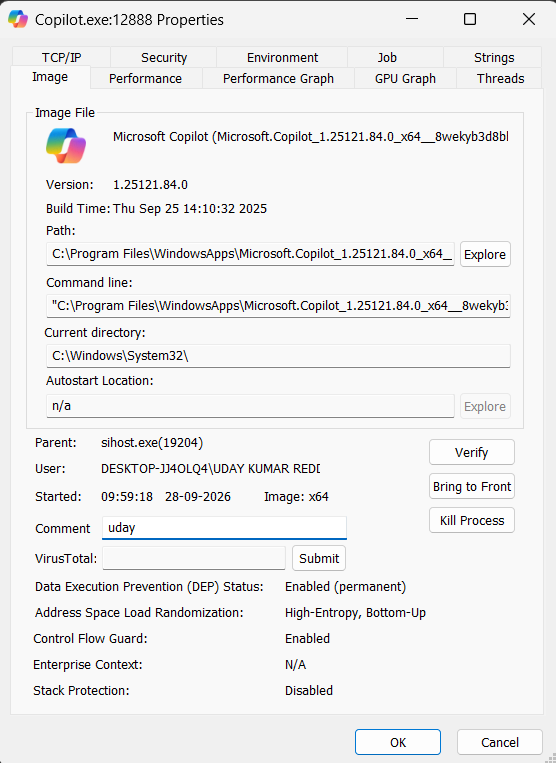 Copilot.exe:12888 Properties
TCP/IP Security Environment Job Strings
Image Performance Performance Graph GPU Graph Threads
Image File
Microsoft Copilot (Microsoft.Copilot_1.25121.84.0_x64__8wekyb3d8bl
Version: 1.25121.84.0
Build Time: Thu Sep 25 14:10:32 2025
Path:
C:\Program Files\WindowsApps\Microsoft.Copilot_1.25121.84.0_x64__ Explore
Command line:
"C:\Program Files\WindowsApps\Microsoft.Copilot_1.25121.84.0_x64__8wekyb3
Current directory:
C:\Windows\System32\
Autostart Location:
n/a Explore
Parent: sihost.exe(19204)
Verify
User: DESKTOP-JJ4OLQ4\UDAY KUMAR REDI
Bring to Front
Started: 09:59:18 28-09-2026 Image: x64
Kill Process
Comment uday
VirusTotal: Submit
Data Execution Prevention (DEP) Status: Enabled (permanent)
Address Space Load Randomization: High-Entropy, Bottom-Up
Control Flow Guard: Enabled
Enterprise Context: N/A
Stack Protection: Disabled
OK Cancel